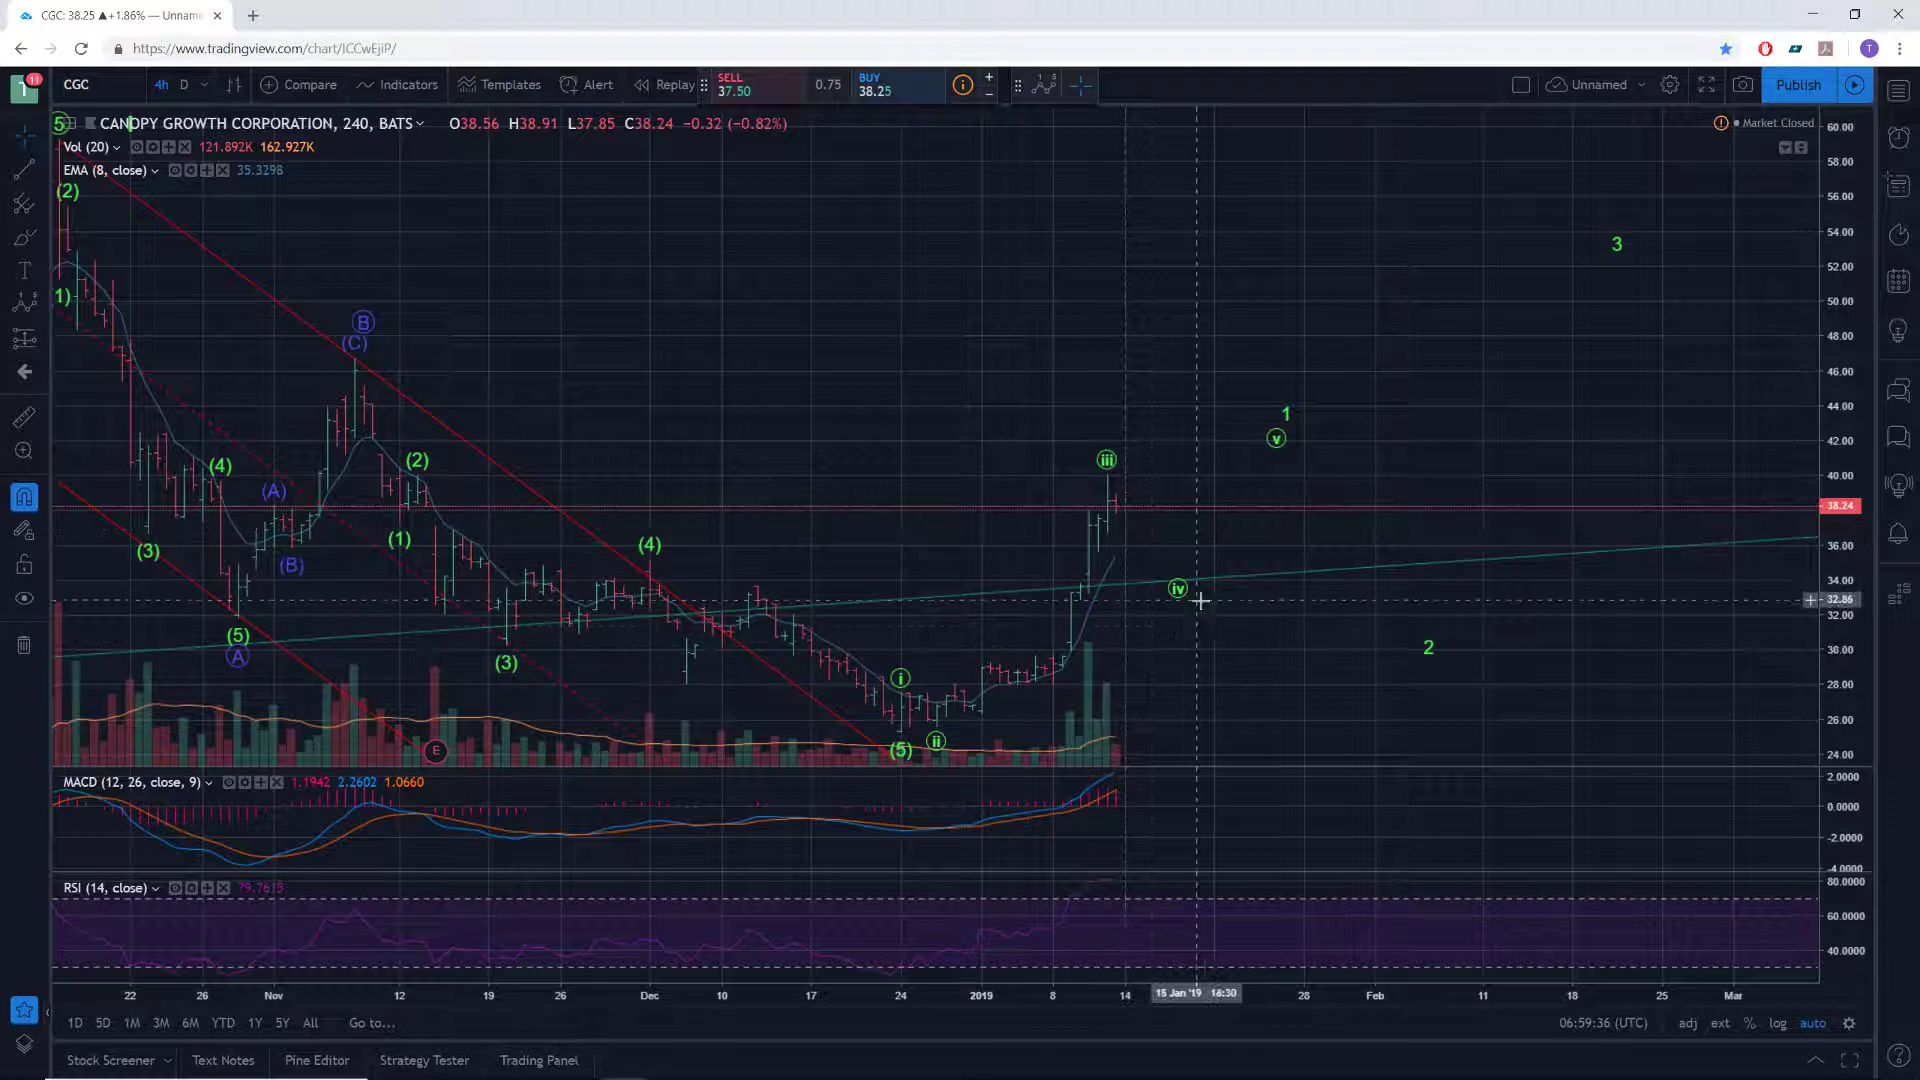 CGC: 38.25 ▲+1.86% — Unnam
https://www.tradingview.com/chart/ICCwEjiP/
T
11
CGC 4h D Compare Indicators Templates Alert Replay SELL 37.50 0.75 BUY 38.25 Unnamed Publish
CANOPY GROWTH CORPORATION, 240, BATS O38.56 H38.91 L37.85 C38.24 −0.32 (−0.82%)
Market Closed
Vol (20) 121.892K 162.927K
EMA (8, close) 35.3298
5
(2)
1)
(3)
(4)
(5)
A
(A)
(B)
B
(C)
(1)
(2)
(3)
(4)
(5)
i
ii
iii
iv
v
1
2
3
E
60.00
58.00
56.00
54.00
52.00
50.00
48.00
46.00
44.00
42.00
40.00
38.24
36.00
34.00
32.86
32.00
30.00
28.00
26.00
24.00
MACD (12, 26, close, 9) 1.1942 2.2602 1.0660
2.0000
0.0000
-2.0000
-4.0000
RSI (14, close) 79.7615
80.0000
60.0000
40.0000
22 26 Nov 12 19 26 Dec 10 17 24 2019 8 14 15 Jan '19 16:30 28 Feb 11 18 25 Mar
1D 5D 1M 3M 6M YTD 1Y 5Y All Go to... 06:59:36 (UTC) adj ext % log auto
Stock Screener Text Notes Pine Editor Strategy Tester Trading Panel